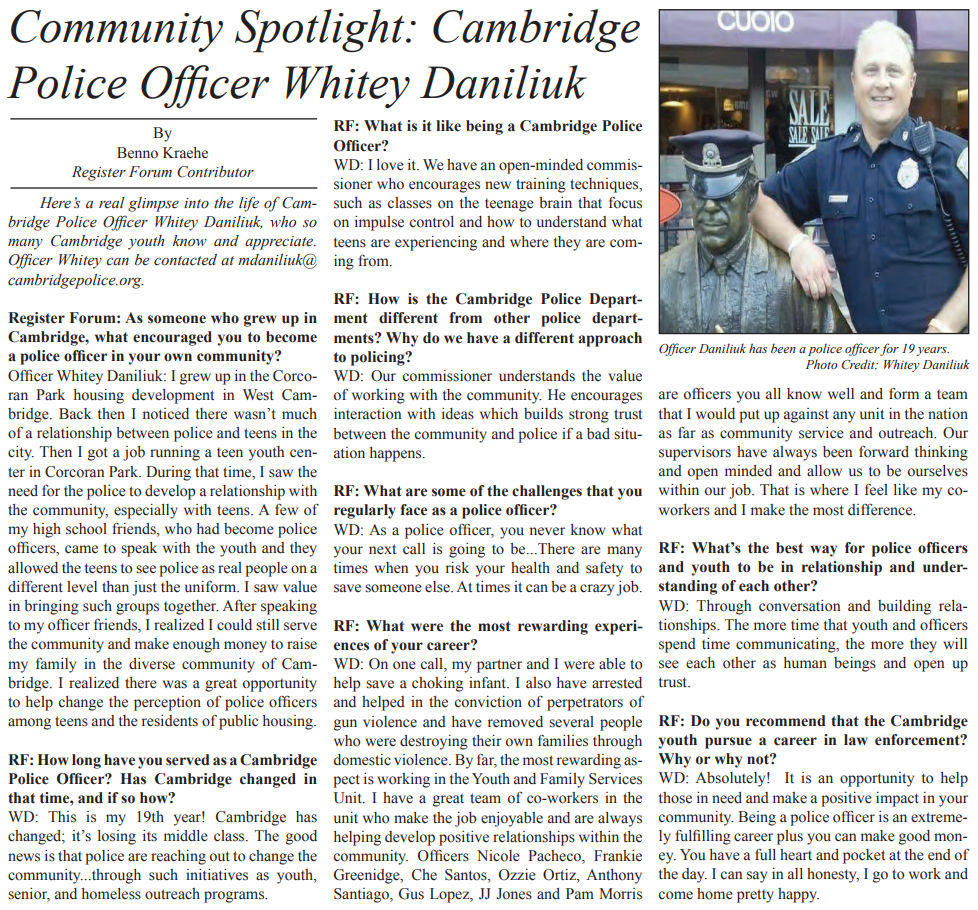 Community Spotlight: Cambridge
Police Officer Whitey Daniliuk
By
Benno Kraehe
Register Forum Contributor
Here’s a real glimpse into the life of Cam-
bridge Police Officer Whitey Daniliuk, who so
many Cambridge youth know and appreciate.
Officer Whitey can be contacted at mdaniliuk@
cambridgepolice.org.
Register Forum: As someone who grew up in
Cambridge, what encouraged you to become
a police officer in your own community?
Officer Whitey Daniliuk: I grew up in the Corco-
ran Park housing development in West Cam-
bridge. Back then I noticed there wasn’t much
of a relationship between police and teens in the
city. Then I got a job running a teen youth cen-
ter in Corcoran Park. During that time, I saw the
need for the police to develop a relationship with
the community, especially with teens. A few of
my high school friends, who had become police
officers, came to speak with the youth and they
allowed the teens to see police as real people on a
different level than just the uniform. I saw value
in bringing such groups together. After speaking
to my officer friends, I realized I could still serve
the community and make enough money to raise
my family in the diverse community of Cam-
bridge. I realized there was a great opportunity
to help change the perception of police officers
among teens and the residents of public housing.
RF: How long have you served as a Cambridge
Police Officer? Has Cambridge changed in
that time, and if so how?
WD: This is my 19th year! Cambridge has
changed; it’s losing its middle class. The good
news is that police are reaching out to change the
community...through such initiatives as youth,
senior, and homeless outreach programs.
RF: What is it like being a Cambridge Police
Officer?
WD: I love it. We have an open-minded commis-
sioner who encourages new training techniques,
such as classes on the teenage brain that focus
on impulse control and how to understand what
teens are experiencing and where they are com-
ing from.
RF: How is the Cambridge Police Depart-
ment different from other police depart-
ments? Why do we have a different approach
to policing?
WD: Our commissioner understands the value
of working with the community. He encourages
interaction with ideas which builds strong trust
between the community and police if a bad situ-
ation happens.
RF: What are some of the challenges that you
regularly face as a police officer?
WD: As a police officer, you never know what
your next call is going to be...There are many
times when you risk your health and safety to
save someone else. At times it can be a crazy job.
RF: What were the most rewarding experi-
ences of your career?
WD: On one call, my partner and I were able to
help save a choking infant. I also have arrested
and helped in the conviction of perpetrators of
gun violence and have removed several people
who were destroying their own families through
domestic violence. By far, the most rewarding as-
pect is working in the Youth and Family Services
Unit. I have a great team of co-workers in the
unit who make the job enjoyable and are always
helping develop positive relationships within the
community. Officers Nicole Pacheco, Frankie
Greenidge, Che Santos, Ozzie Ortiz, Anthony
Santiago, Gus Lopez, JJ Jones and Pam Morris
CUOIO
SALE
SALE SALE
Officer Daniliuk has been a police officer for 19 years.
Photo Credit: Whitey Daniliuk
are officers you all know well and form a team
that I would put up against any unit in the nation
as far as community service and outreach. Our
supervisors have always been forward thinking
and open minded and allow us to be ourselves
within our job. That is where I feel like my co-
workers and I make the most difference.
RF: What’s the best way for police officers
and youth to be in relationship and under-
standing of each other?
WD: Through conversation and building rela-
tionships. The more time that youth and officers
spend time communicating, the more they will
see each other as human beings and open up
trust.
RF: Do you recommend that the Cambridge
youth pursue a career in law enforcement?
Why or why not?
WD: Absolutely! It is an opportunity to help
those in need and make a positive impact in your
community. Being a police officer is an extreme-
ly fulfilling career plus you can make good mon-
ey. You have a full heart and pocket at the end of
the day. I can say in all honesty, I go to work and
come home pretty happy.